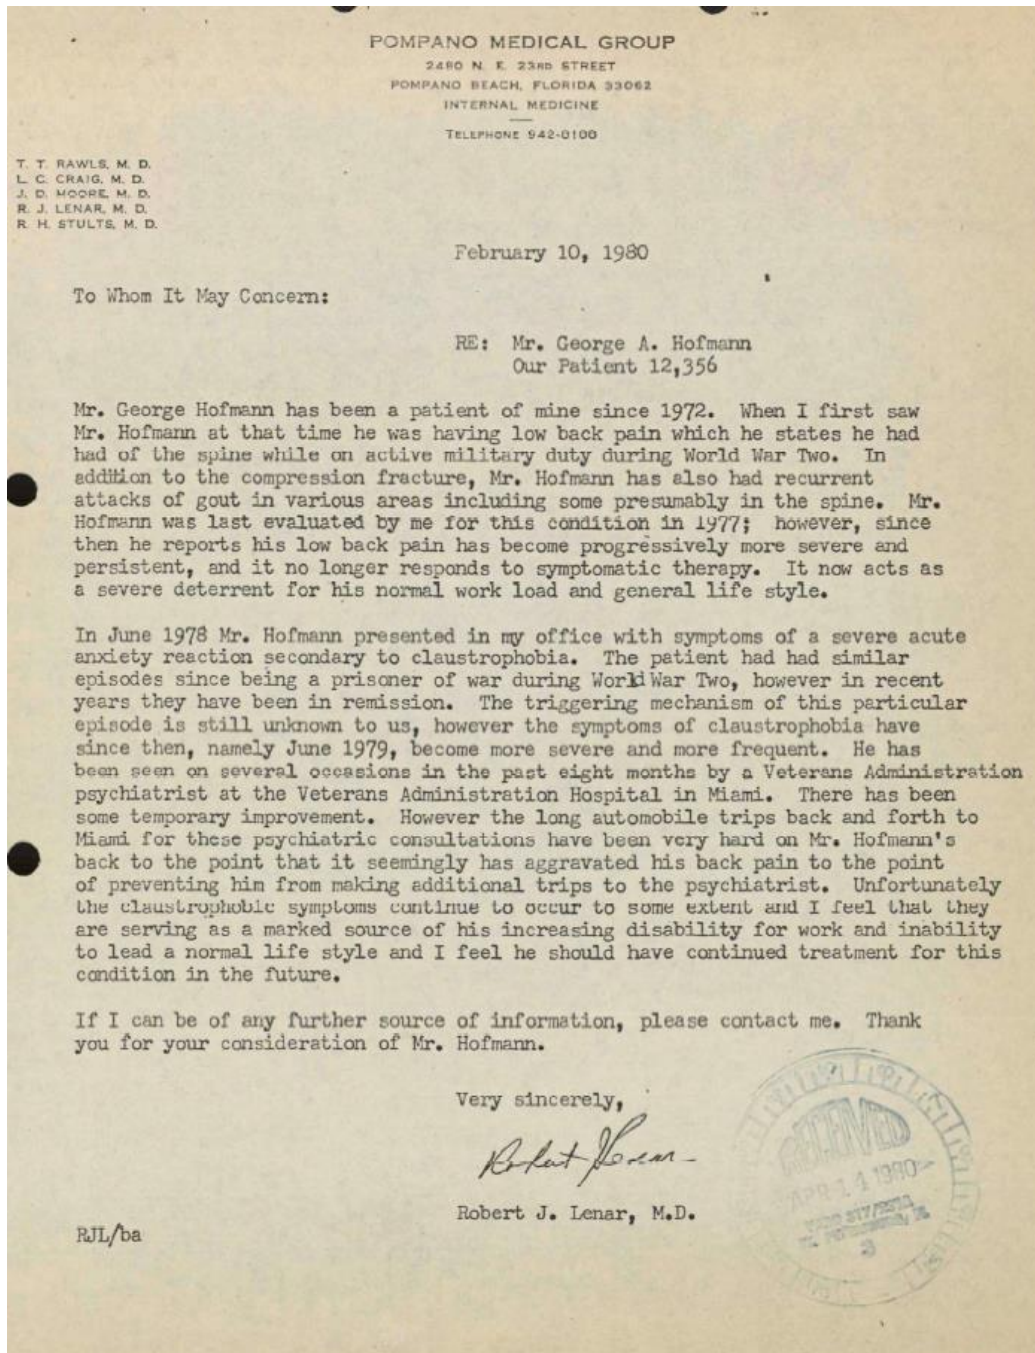 POMPANO MEDICAL GROUP
2480 N. E. 23RD STREET
POMPANO BEACH, FLORIDA 33062
INTERNAL MEDICINE
TELEPHONE 942-0100
T. T. RAWLS, M. D.
L. C. CRAIG, M. D.
J. D. MOORE, M. D.
R. J. LENAR, M. D.
R. H. STULTS, M. D.
February 10, 1980
To Whom It May Concern:
RE: Mr. George A. Hofmann
Our Patient 12,356
Mr. George Hofmann has been a patient of mine since 1972. When I first saw
Mr. Hofmann at that time he was having low back pain which he states he had
had of the spine while on active military duty during World War Two. In
addition to the compression fracture, Mr. Hofmann has also had recurrent
attacks of gout in various areas including some presumably in the spine. Mr.
Hofmann was last evaluated by me for this condition in 1977; however, since
then he reports his low back pain has become progressively more severe and
persistent, and it no longer responds to symptomatic therapy. It now acts as
a severe deterrent for his normal work load and general life style.
In June 1978 Mr. Hofmann presented in my office with symptoms of a severe acute
anxiety reaction secondary to claustrophobia. The patient had had similar
episodes since being a prisoner of war during World War Two, however in recent
years they have been in remission. The triggering mechanism of this particular
episode is still unknown to us, however the symptoms of claustrophobia have
since then, namely June 1979, become more severe and more frequent. He has
been seen on several occasions in the past eight months by a Veterans Administration
psychiatrist at the Veterans Administration Hospital in Miami. There has been
some temporary improvement. However the long automobile trips back and forth to
Miami for these psychiatric consultations have been very hard on Mr. Hofmann's
back to the point that it seemingly has aggravated his back pain to the point
of preventing him from making additional trips to the psychiatrist. Unfortunately
the claustrophobic symptoms continue to occur to some extent and I feel that they
are serving as a marked source of his increasing disability for work and inability
to lead a normal life style and I feel he should have continued treatment for this
condition in the future.
If I can be of any further source of information, please contact me. Thank
you for your consideration of Mr. Hofmann.
Very sincerely,
Robert J. Lenar, M.D.
RJL/ba
RECEIVED
APR 14 1980
3